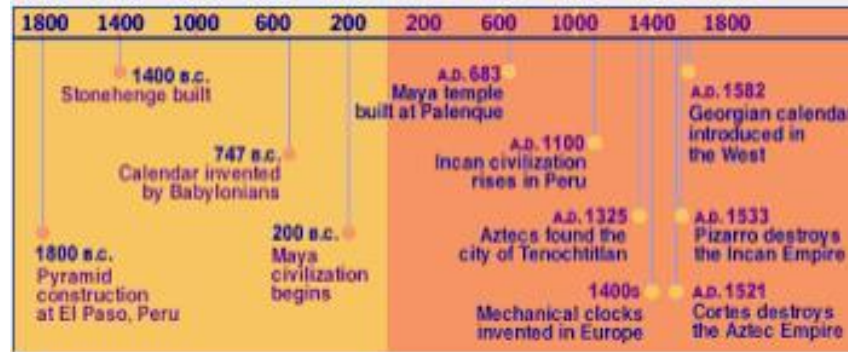 1800 1400 1000 600 200 200 600 1000 1400 1800
1400 B.C.
Stonehenge built
747 B.C.
Calendar invented
by Babylonians
1800 B.C.
Pyramid
construction
at El Paso, Peru
200 B.C.
Maya
civilization
begins
A.D. 683
Maya temple
built at Palenque
A.D. 1100
Incan civilization
rises in Peru
A.D. 1325
Aztecs found the
city of Tenochtitlan
1400s
Mechanical clocks
invented in Europe
A.D. 1582
Georgian calendar
introduced in
the West
A.D. 1533
Pizarro destroys
the Incan Empire
A.D. 1521
Cortes destroys
the Aztec Empire